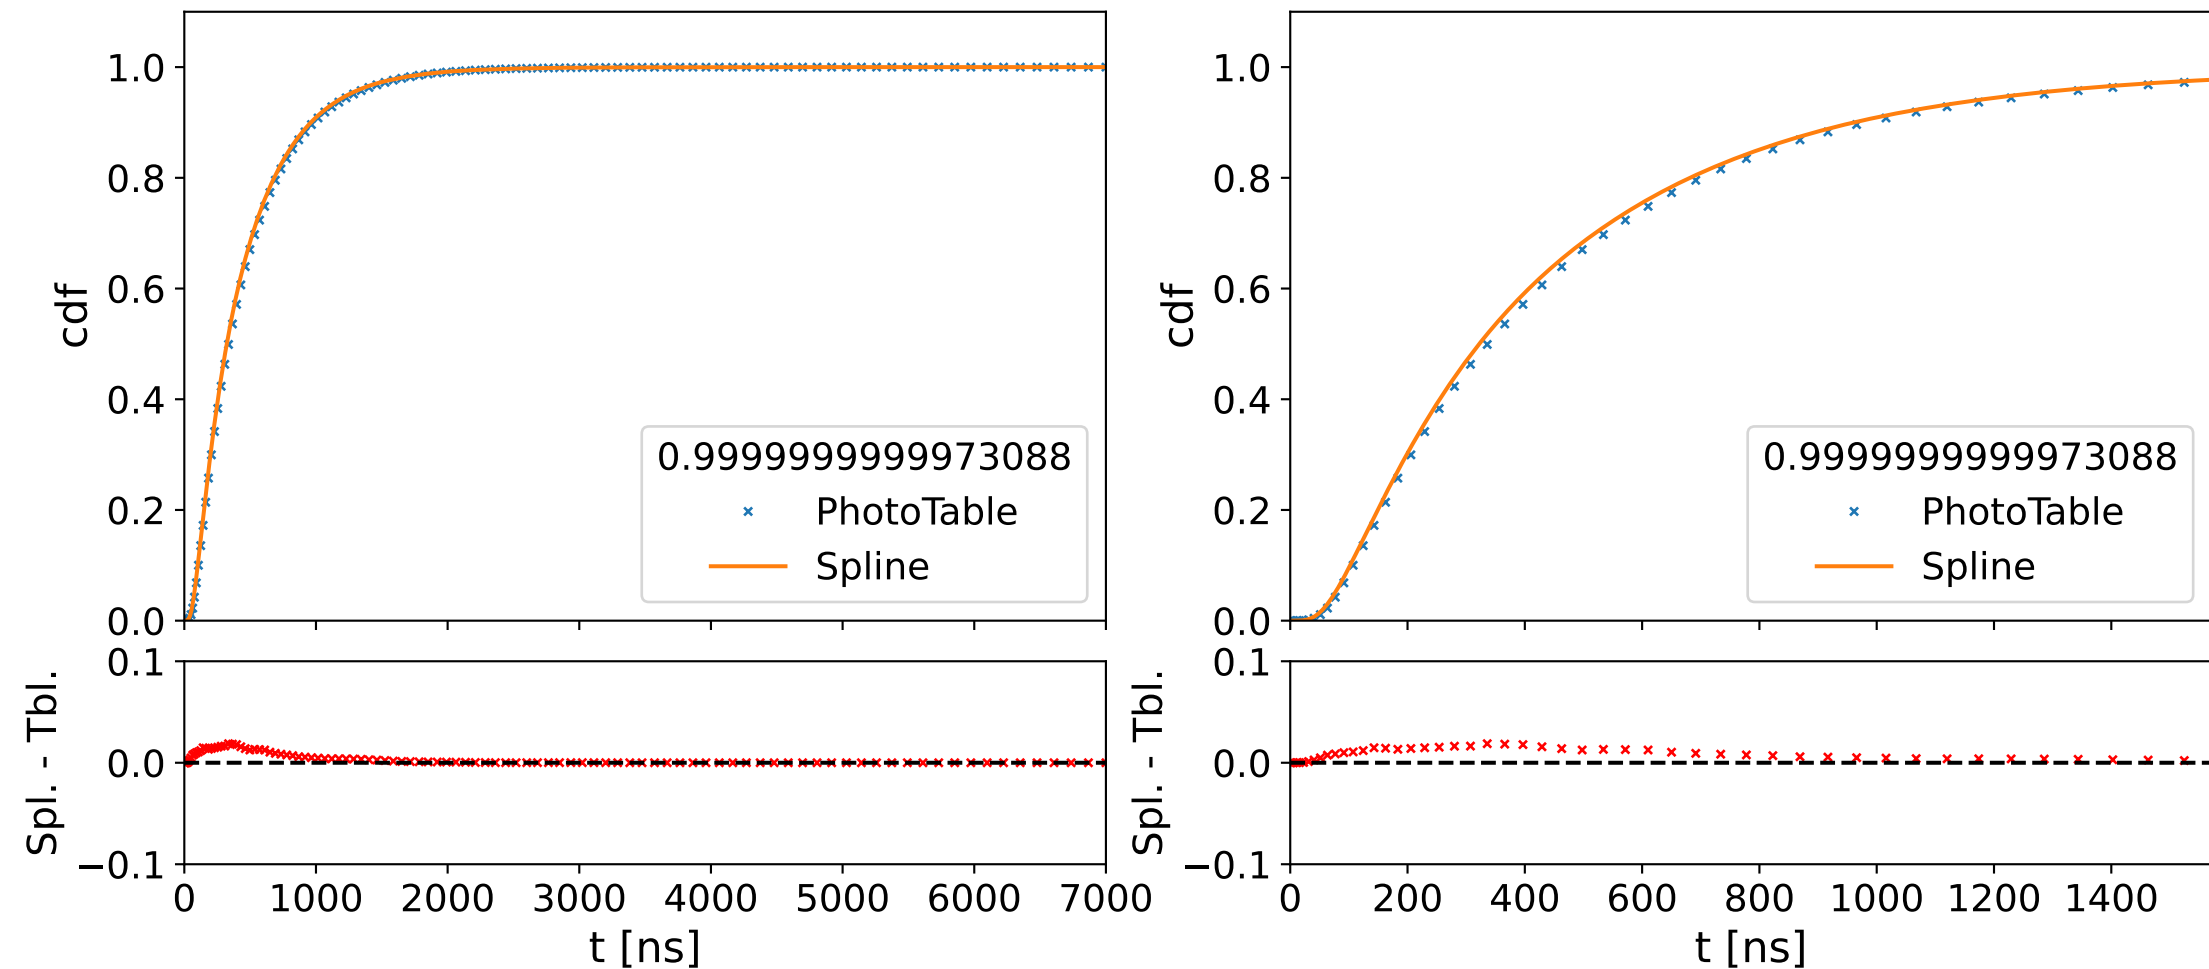 1.0
0.8
0.6
0.4
0.2
0.0
cdf
0.9999999999973088
PhotoTable
Spline
0.1
0.0
−0.1
Spl. - Tbl.
0 1000 2000 3000 4000 5000 6000 7000
t [ns]
1.0
0.8
0.6
0.4
0.2
0.0
cdf
0.9999999999973088
PhotoTable
Spline
0.1
0.0
−0.1
Spl. - Tbl.
0 200 400 600 800 1000 1200 1400
t [ns]